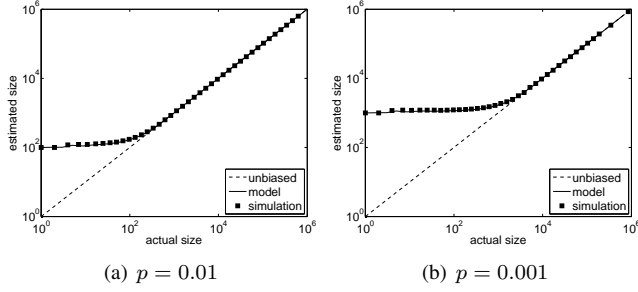 10^6
10^4
10^2
10^0
estimated size
10^0 10^2 10^4 10^6
actual size
unbiased
model
simulation
(a) p = 0.01
10^6
10^4
10^2
10^0
estimated size
10^0 10^2 10^4 10^6
actual size
unbiased
model
simulation
(b) p = 0.001